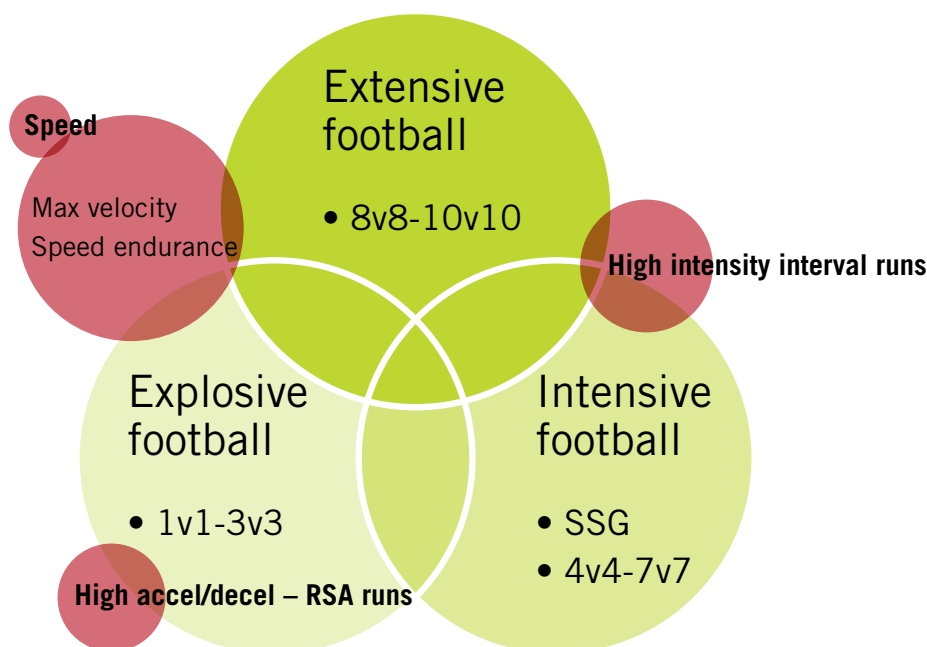 Extensive
football
• 8v8-10v10
Speed
Max velocity
Speed endurance
High intensity interval runs
Explosive
football
• 1v1-3v3
High accel/decel – RSA runs
Intensive
football
• SSG
• 4v4-7v7